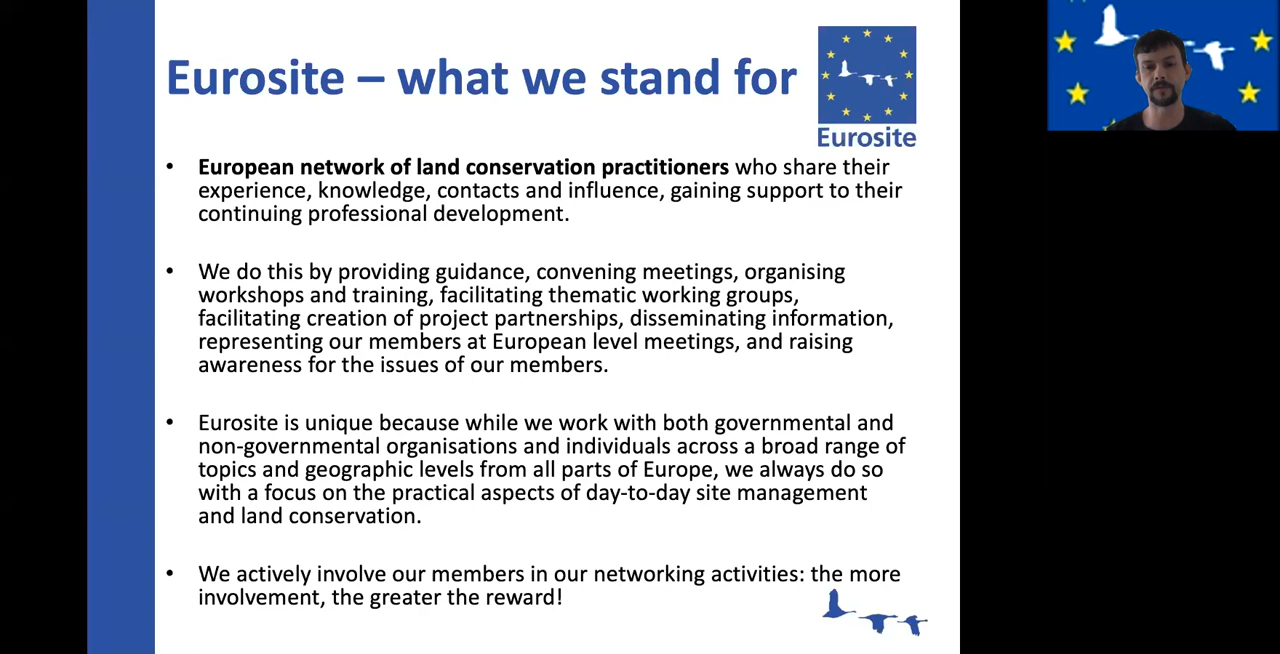 Eurosite – what we stand for
Eurosite
• European network of land conservation practitioners who share their
experience, knowledge, contacts and influence, gaining support to their
continuing professional development.
• We do this by providing guidance, convening meetings, organising
workshops and training, facilitating thematic working groups,
facilitating creation of project partnerships, disseminating information,
representing our members at European level meetings, and raising
awareness for the issues of our members.
• Eurosite is unique because while we work with both governmental and
non-governmental organisations and individuals across a broad range of
topics and geographic levels from all parts of Europe, we always do so
with a focus on the practical aspects of day-to-day site management
and land conservation.
• We actively involve our members in our networking activities: the more
involvement, the greater the reward!